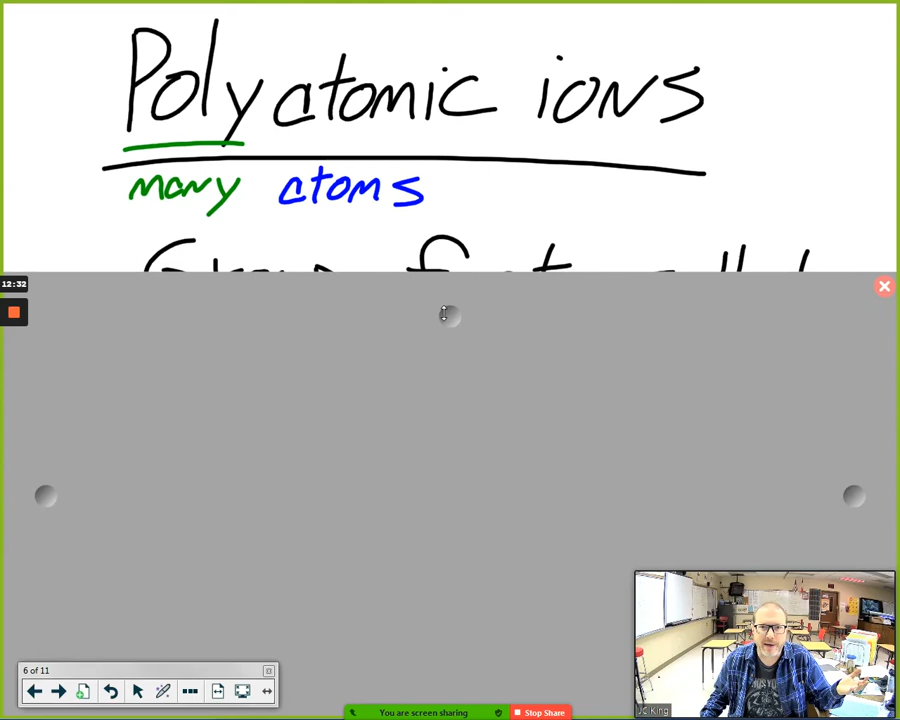 Polyatomic ions
many atoms
12:32
6 of 11
JC King
You are screen sharing
Stop Share